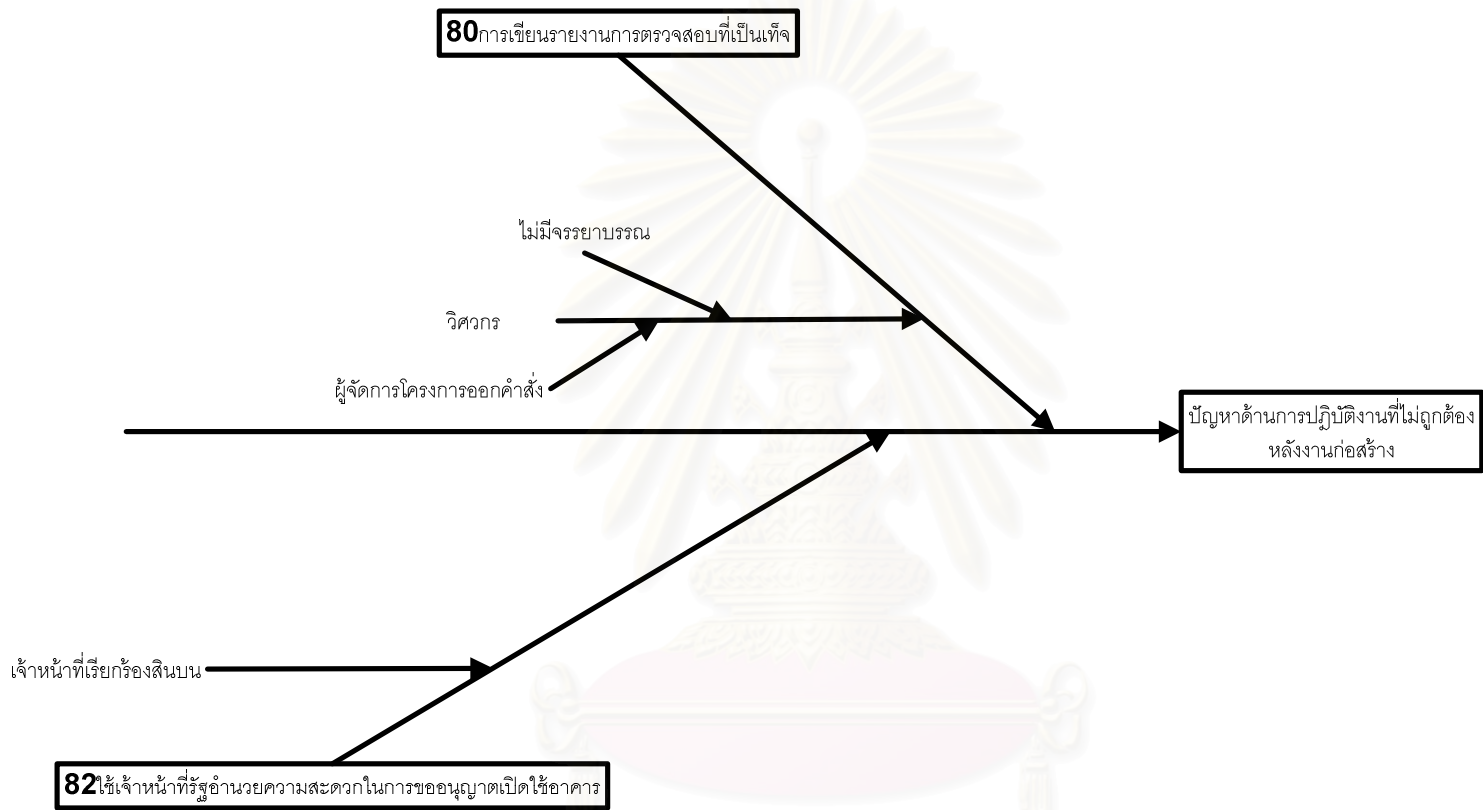 80การเขียนรายงานการตรวจสอบที่เป็นเท็จ
ไม่มีจรรยาบรรณ
วิศวกร
ผู้จัดการโครงการออกคำสั่ง
ปัญหาด้านการปฏิบัติงานที่ไม่ถูกต้อง
หลังงานก่อสร้าง
เจ้าหน้าที่เรียกร้องสินบน
82ใช้เจ้าหน้าที่รัฐอำนวยความสะดวกในการขออนุญาตเปิดใช้อาคาร